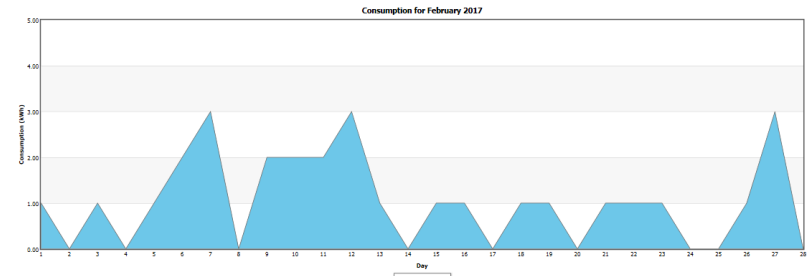 Consumption for February 2017
5.00
4.00
3.00
2.00
1.00
0.00
Consumption (kWh)
1 2 3 4 5 6 7 8 9 10 11 12 13 14 15 16 17 18 19 20 21 22 23 24 25 26 27 28
Day